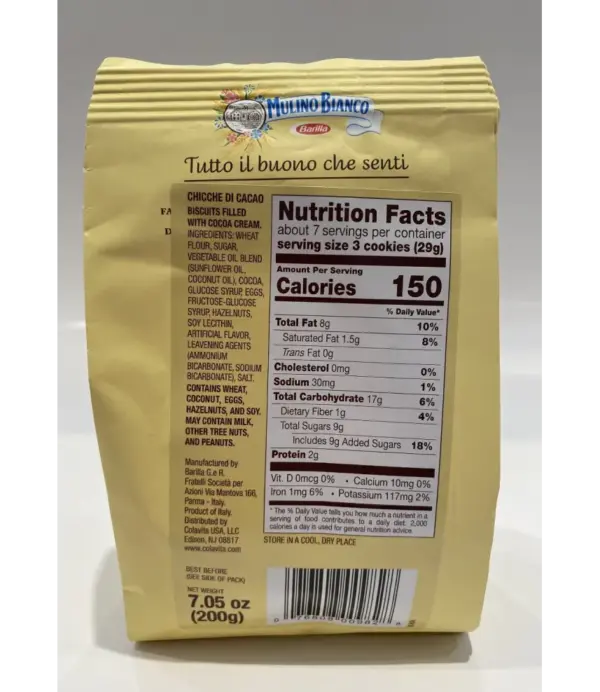 MULINO BIANCO
Barilla
Tutto il buono che senti
CHICCHE DI CACAO
BISCUITS FILLED
WITH COCOA CREAM.
INGREDIENTS: WHEAT
FLOUR, SUGAR,
VEGETABLE OIL BLEND
(SUNFLOWER OIL,
COCONUT OIL), COCOA,
GLUCOSE SYRUP, EGGS,
FRUCTOSE-GLUCOSE
SYRUP, HAZELNUTS,
SOY LECITHIN,
ARTIFICIAL FLAVOR,
LEAVENING AGENTS
(AMMONIUM
BICARBONATE, SODIUM
BICARBONATE), SALT.
CONTAINS WHEAT,
COCONUT, EGGS,
HAZELNUTS, AND SOY.
MAY CONTAIN MILK,
OTHER TREE NUTS,
AND PEANUTS.
Manufactured by
Barilla G.e R.
Fratelli Società per
Azioni Via Mantova 166,
Parma - Italy.
Product of Italy.
Distributed by
Colavita USA, LLC
Edison, NJ 08817
www.colavita.com
BEST BEFORE
(SEE SIDE OF PACK)
NET WEIGHT
7.05 oz
(200g)
Nutrition Facts
about 7 servings per container
serving size 3 cookies (29g)
Amount Per Serving
Calories 150
% Daily Value*
Total Fat 8g 10%
Saturated Fat 1.5g 8%
Trans Fat 0g
Cholesterol 0mg 0%
Sodium 30mg 1%
Total Carbohydrate 17g 6%
Dietary Fiber 1g 4%
Total Sugars 9g
Includes 9g Added Sugars 18%
Protein 2g
Vit. D 0mcg 0% • Calcium 10mg 0%
Iron 1mg 6% • Potassium 117mg 2%
* The % Daily Value tells you how much a nutrient in a
serving of food contributes to a daily diet. 2,000
calories a day is used for general nutrition advice.
STORE IN A COOL, DRY PLACE